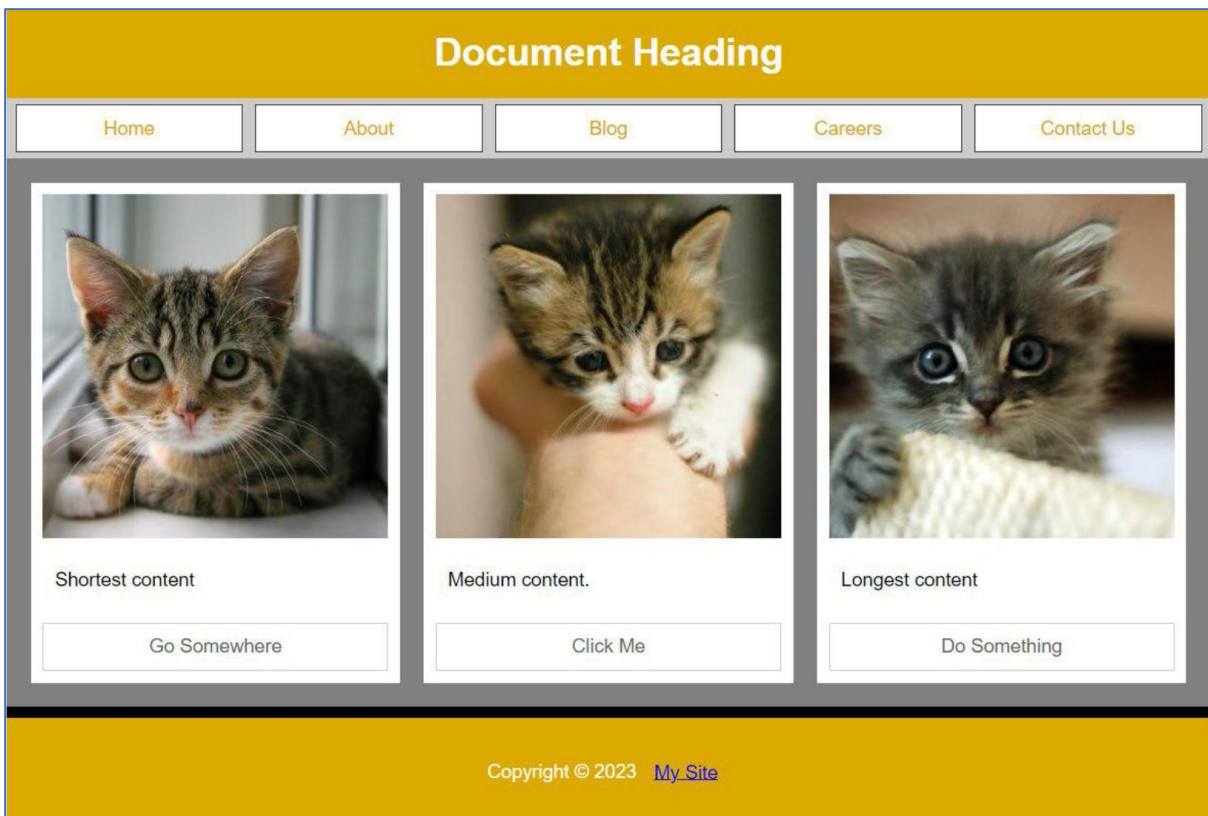 Document Heading
Home About Blog Careers Contact Us
Shortest content
Go Somewhere
Medium content.
Click Me
Longest content
Do Something
Copyright © 2023 My Site